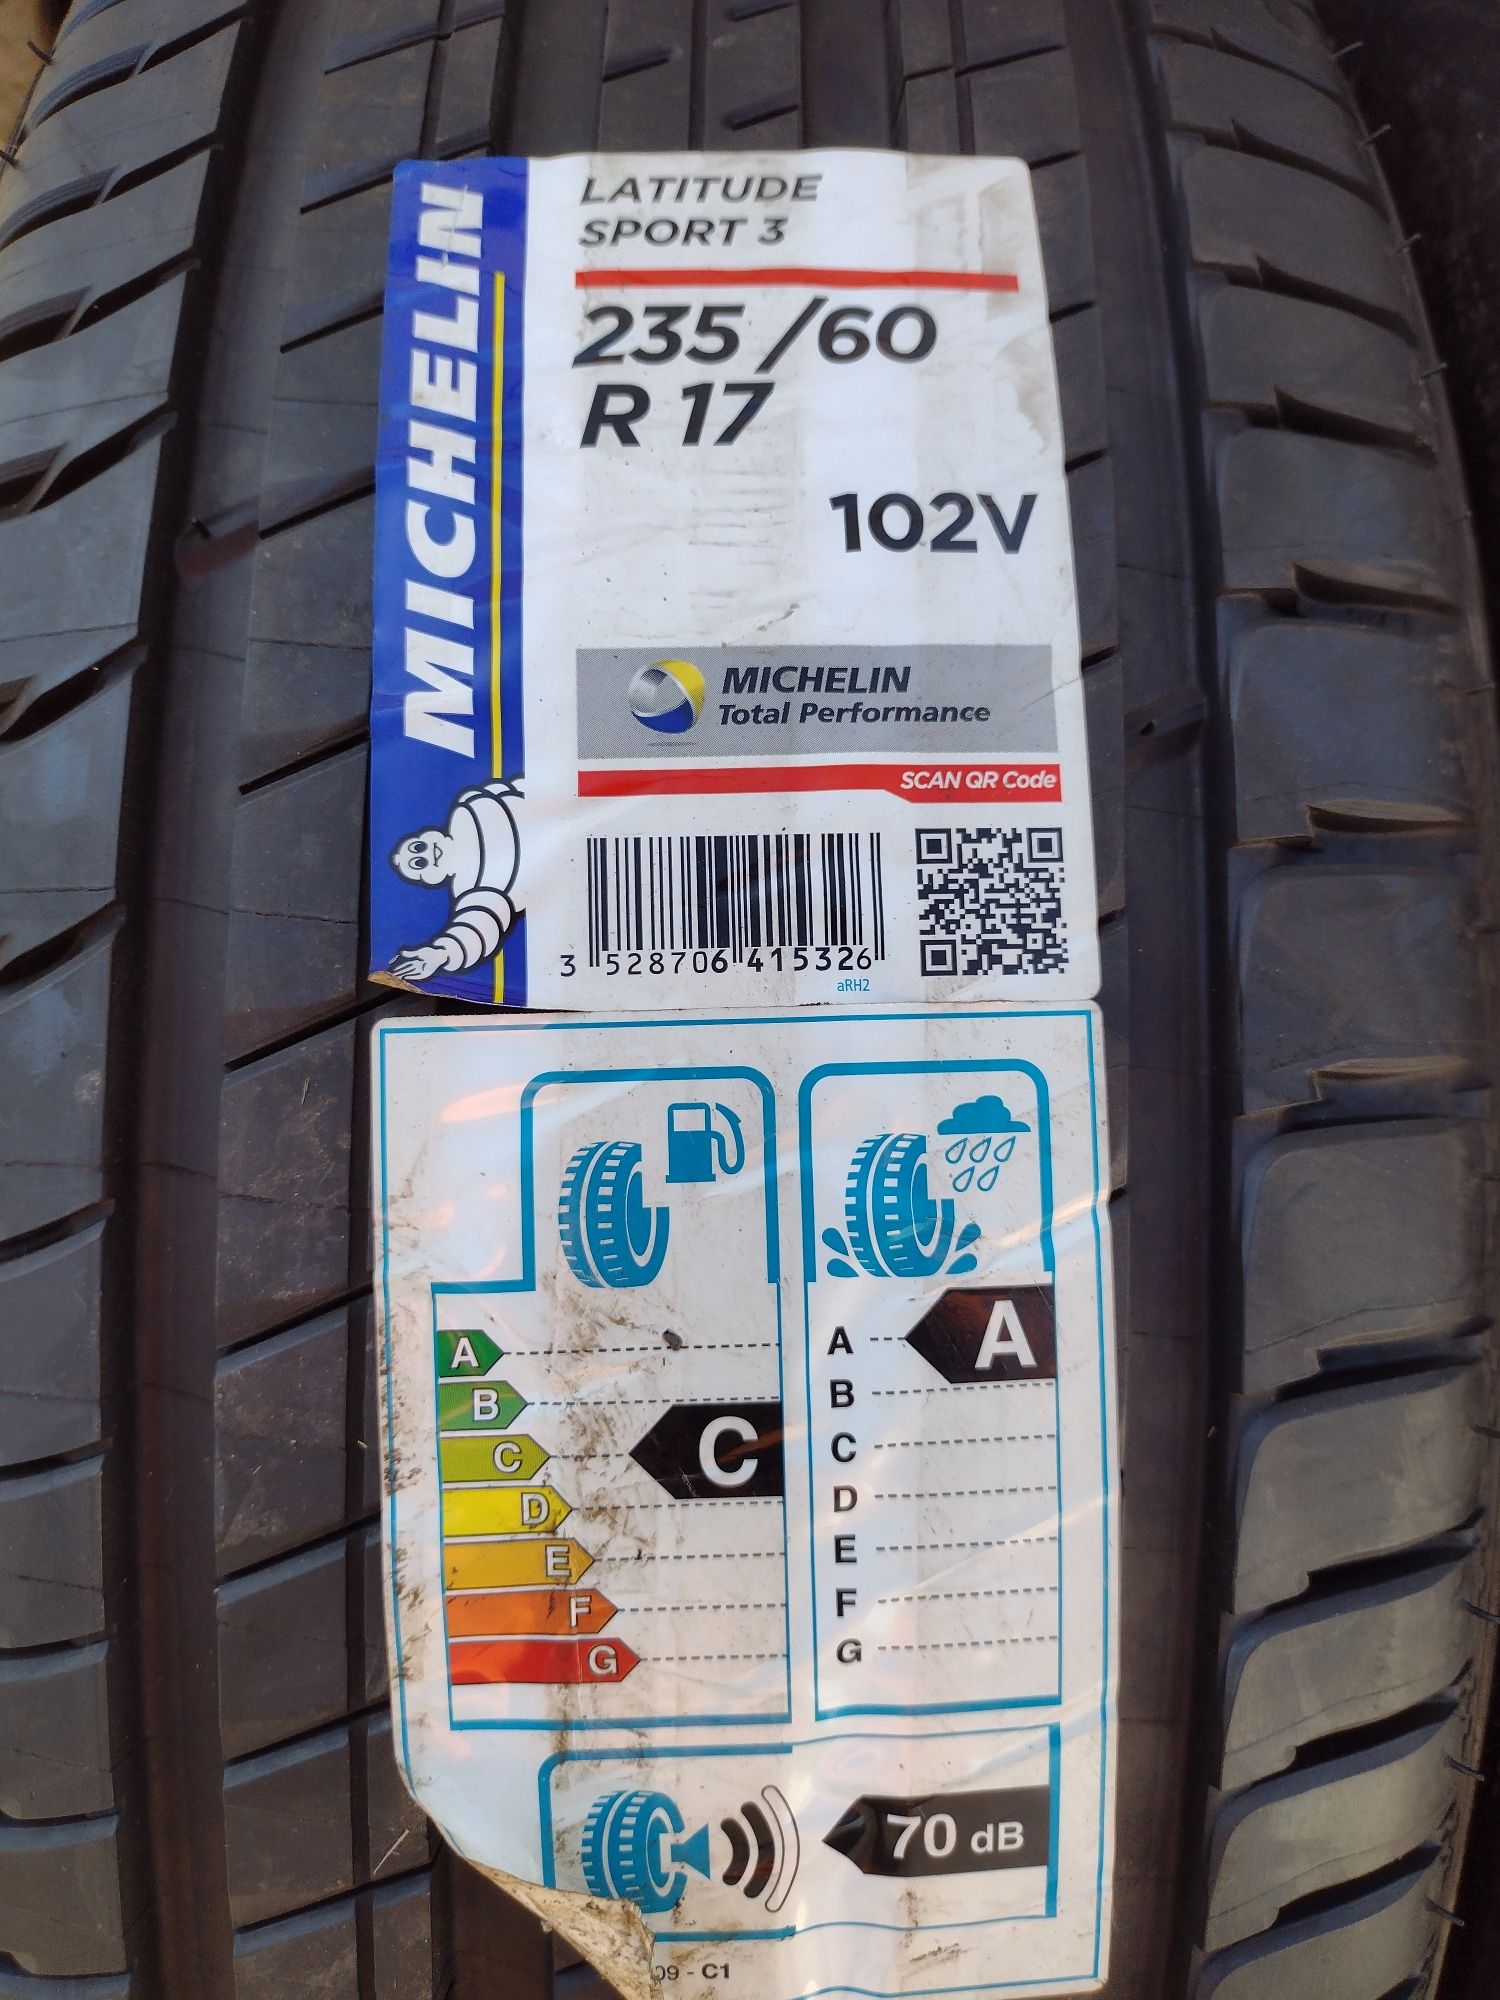 MICHELIN
LATITUDE
SPORT 3
235/60
R 17
102V
MICHELIN
Total Performance
SCAN QR Code
3 528706 415326
aRH2
A
B
C
D
E
F
G
C
A
B
C
D
E
F
G
A
70 dB
09 - C1